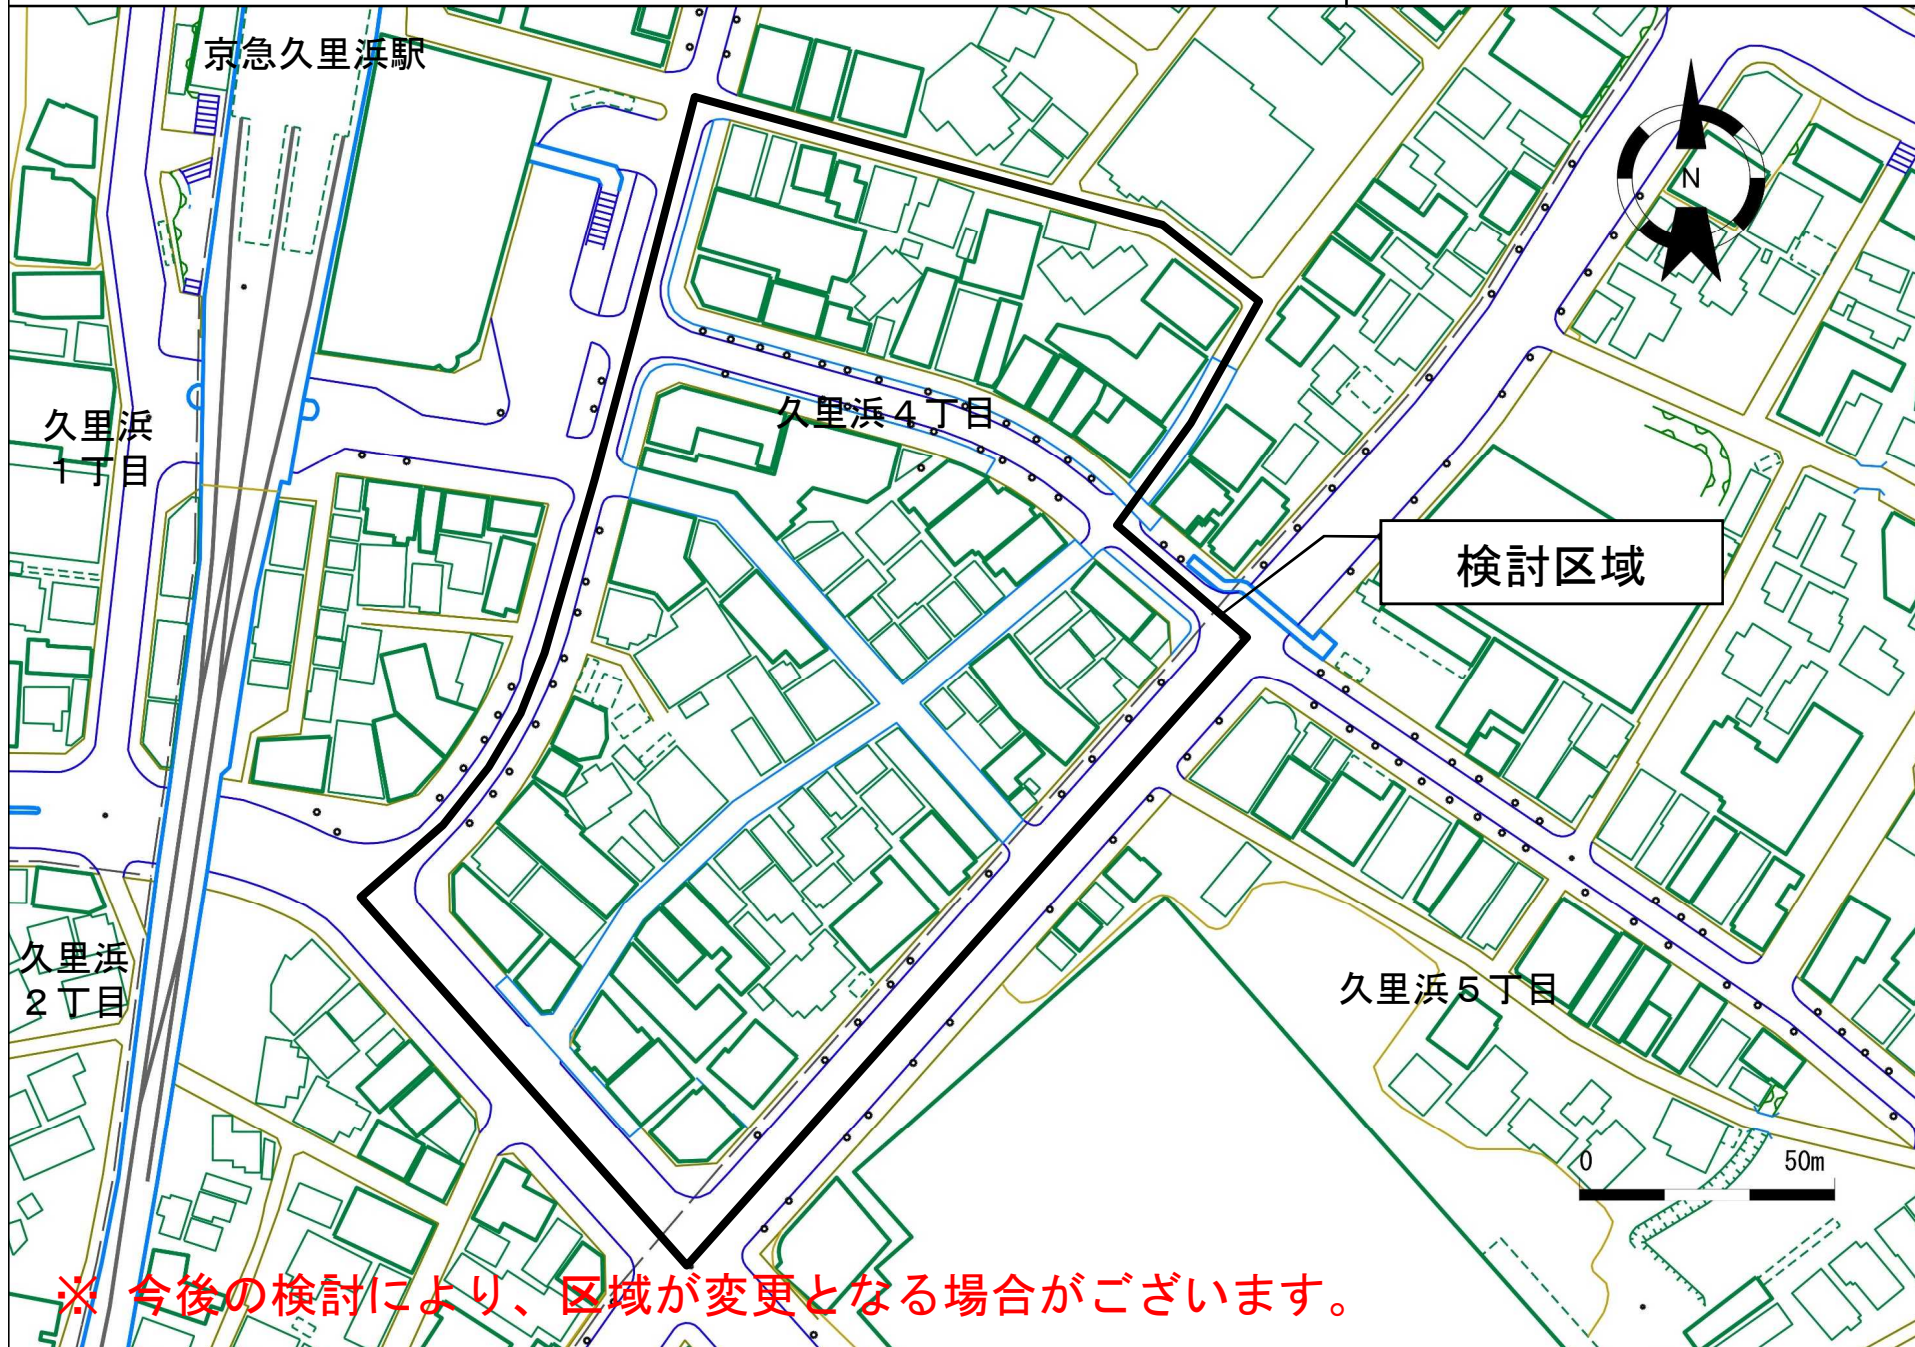 京急久里浜駅
N
久里浜4丁目
久里浜
1丁目
検討区域
久里浜
2丁目
久里浜5丁目
0 50m
※ 今後の検討により、区域が変更となる場合がございます。